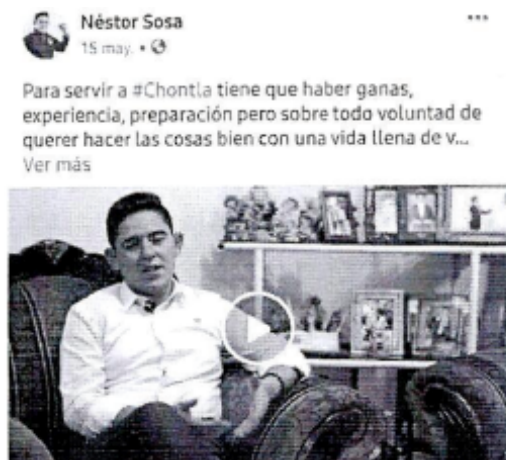 Néstor Sosa
15 may. •
Para servir a #Chontla tiene que haber ganas,
experiencia, preparación pero sobre todo voluntad de
querer hacer las cosas bien con una vida llena de v...
Ver más